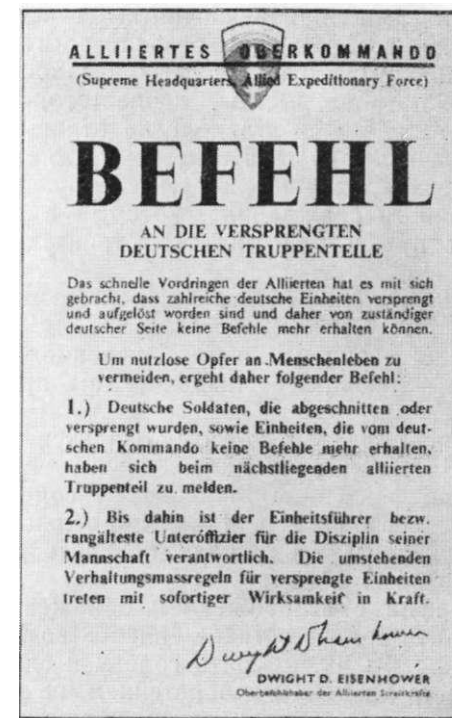 ALLIIERTES OBERKOMMANDO
(Supreme Headquarters, Allied Expeditionary Force)
BEFEHL
AN DIE VERSPRENGTEN
DEUTSCHEN TRUPPENTEILE
Das schnelle Vordringen der Alliierten hat es mit sich
gebracht, dass zahlreiche deutsche Einheiten versprengt
und aufgelöst worden sind und daher von zuständiger
deutscher Seite keine Befehle mehr erhalten können.
Um nutzlose Opfer an Menschenleben zu
vermeiden, ergeht daher folgender Befehl:
1.) Deutsche Soldaten, die abgeschnitten oder
versprengt wurden, sowie Einheiten, die vom deut-
schen Kommando keine Befehle mehr erhalten,
haben sich beim nächstliegenden alliierten
Truppenteil zu melden.
2.) Bis dahin ist der Einheitsführer bezw.
rangälteste Unteroffizier für die Disziplin seiner
Mannschaft verantwortlich. Die umstehenden
Verhaltungsmassregeln für versprengte Einheiten
treten mit sofortiger Wirksamkeit in Kraft.
Dwight D Eisenhower
DWIGHT D. EISENHOWER
Oberbefehlshaber der Alliierten Streitkräfte